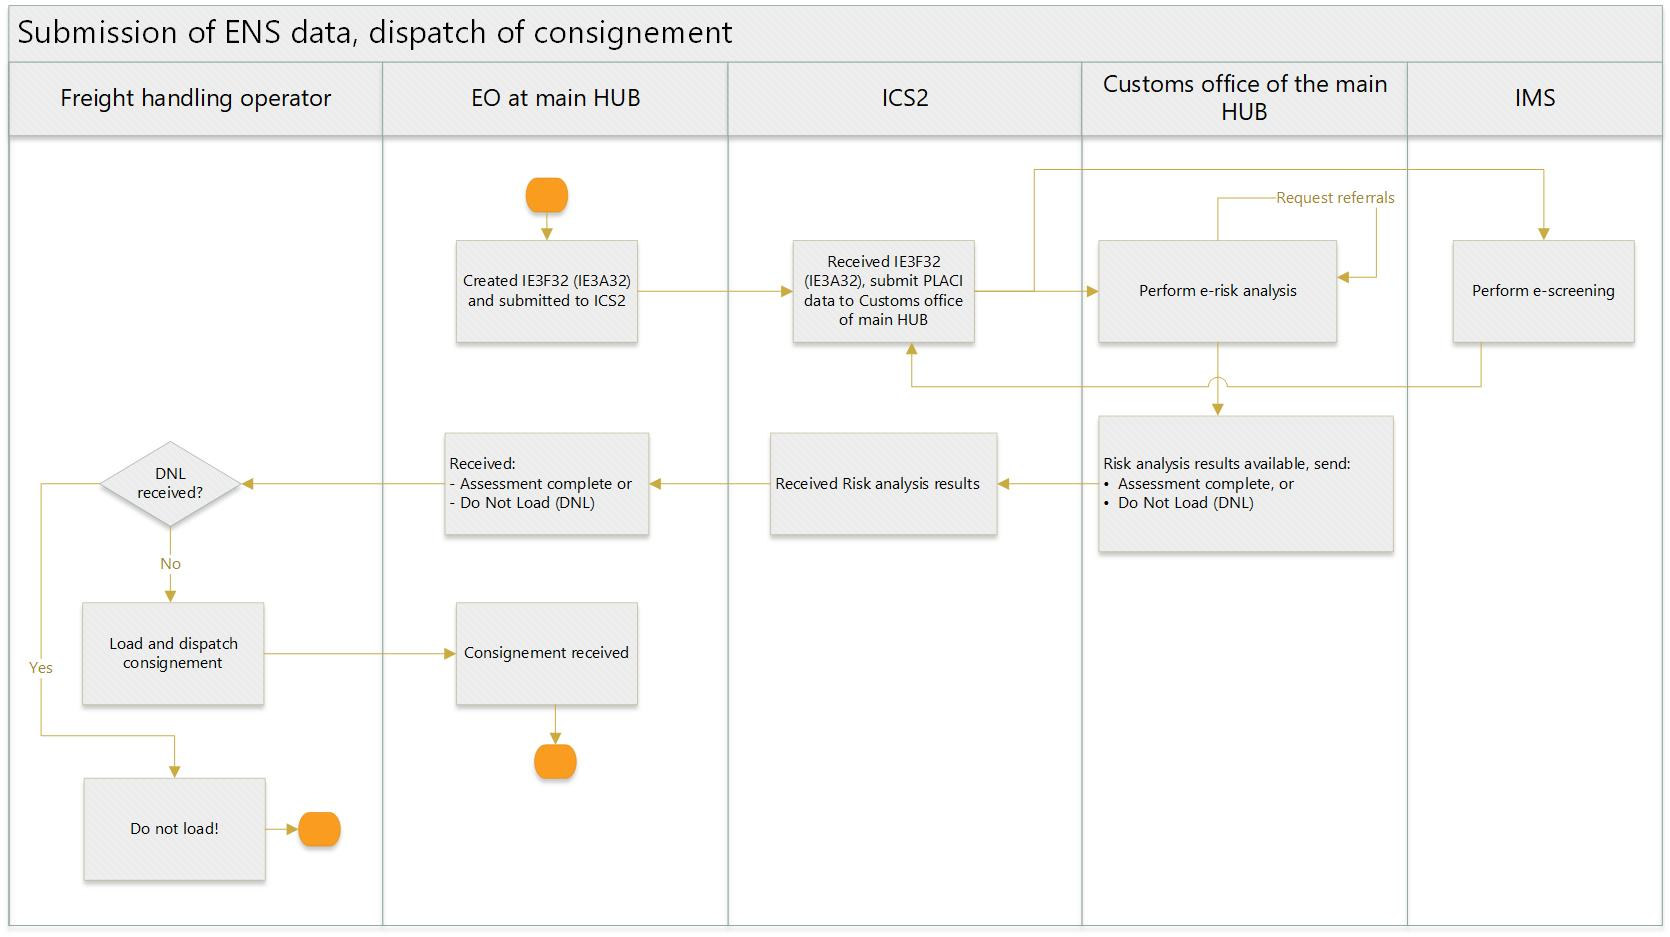 Submission of ENS data, dispatch of consignement
Freight handling operator
EO at main HUB
ICS2
Customs office of the main
HUB
IMS
Request referrals
Created IE3F32 (IE3A32)
and submitted to ICS2
Received IE3F32
(IE3A32), submit PLACI
data to Customs office
of main HUB
Perform e-risk analysis
Perform e-screening
DNL
received?
Received:
- Assessment complete or
- Do Not Load (DNL)
Received Risk analysis results
Risk analysis results available, send:
• Assessment complete, or
• Do Not Load (DNL)
No
Load and dispatch
consignement
Consignement received
Yes
Do not load!